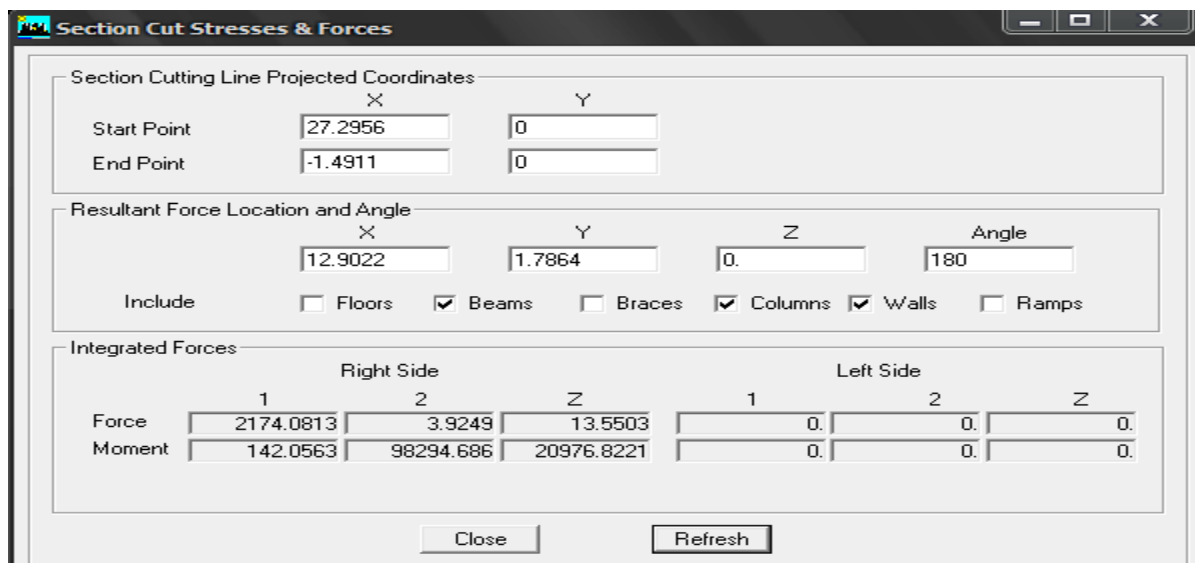 Section Cut Stresses & Forces
Section Cutting Line Projected Coordinates
X Y
Start Point 27.2956 0
End Point -1.4911 0
Resultant Force Location and Angle
X Y Z Angle
12.9022 1.7864 0. 180
Include Floors Beams Braces Columns Walls Ramps
Integrated Forces
Right Side Left Side
1 2 Z 1 2 Z
Force 2174.0813 3.9249 13.5503 0. 0. 0.
Moment 142.0563 98294.686 20976.8221 0. 0. 0.
Close Refresh